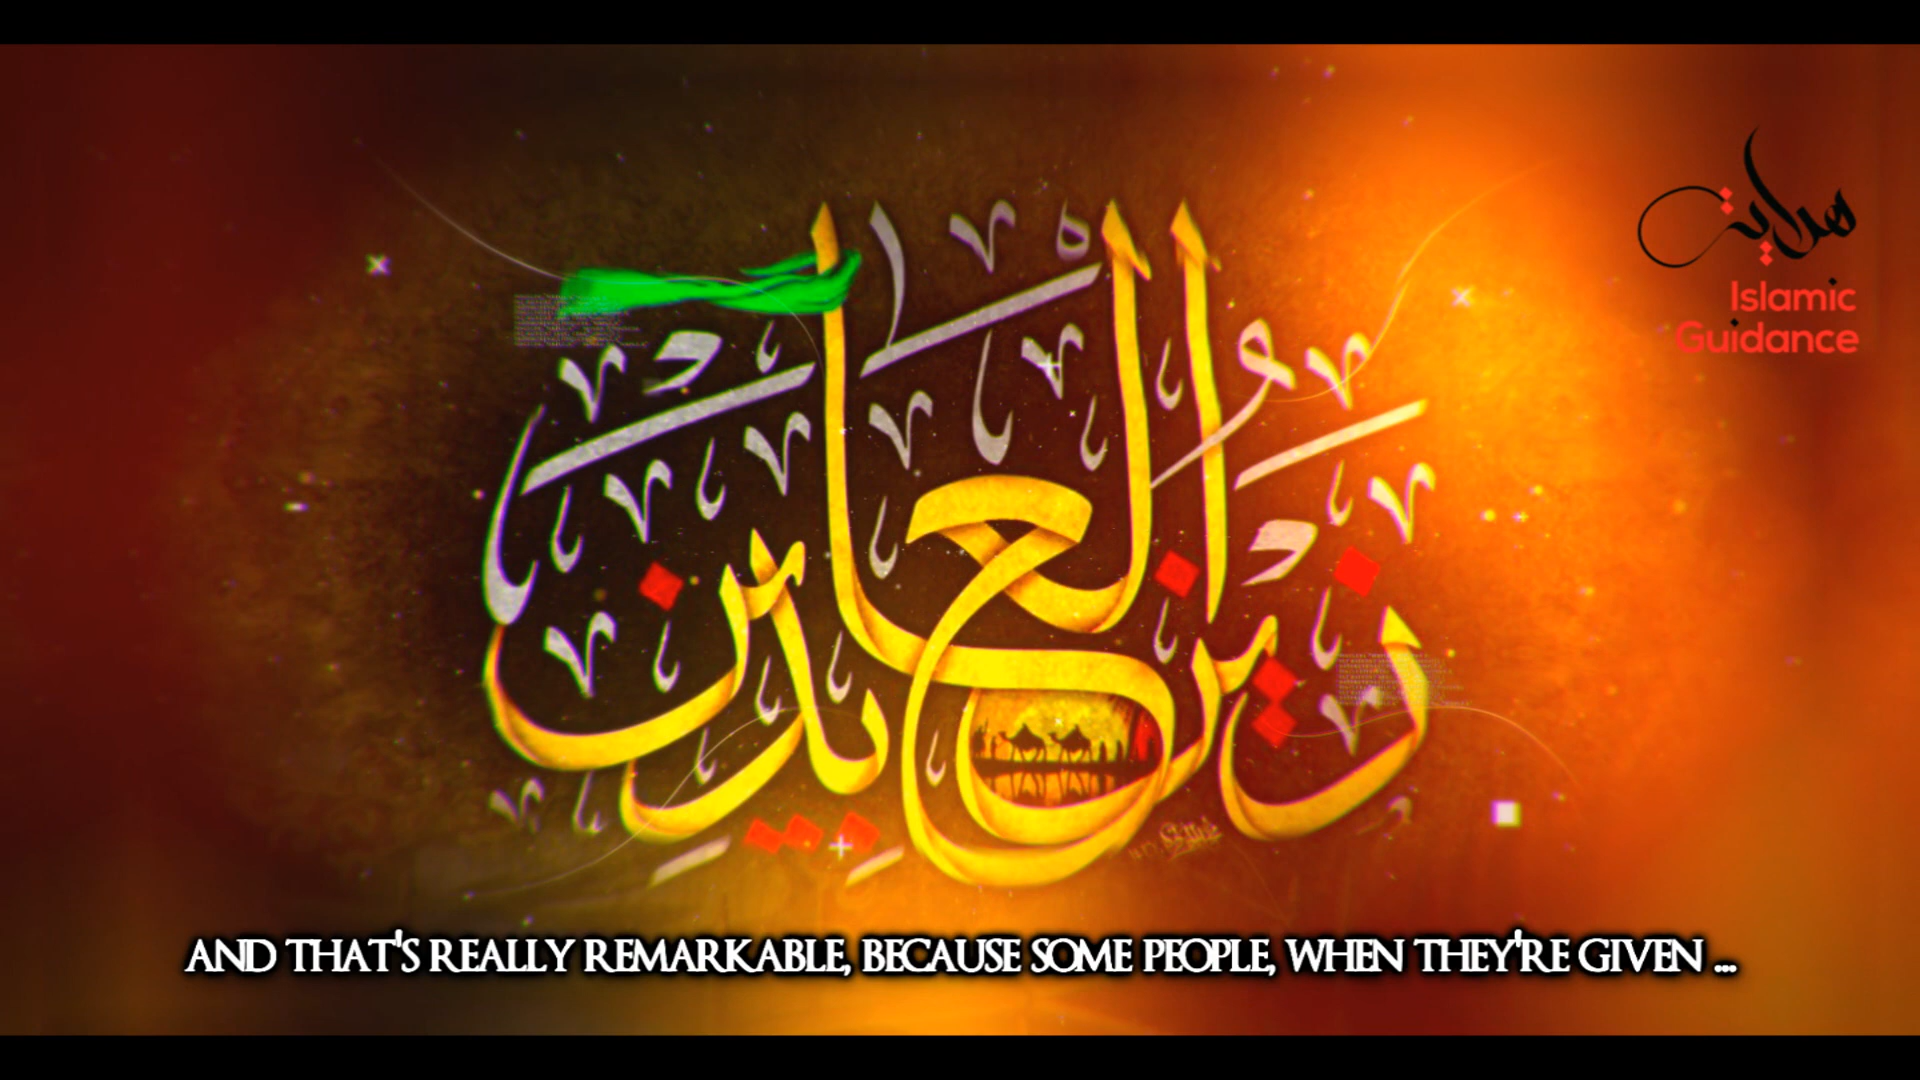 زين العابدين
هداية
Islamic
Guidance
AND THAT'S REALLY REMARKABLE, BECAUSE SOME PEOPLE, WHEN THEY'RE GIVEN ...